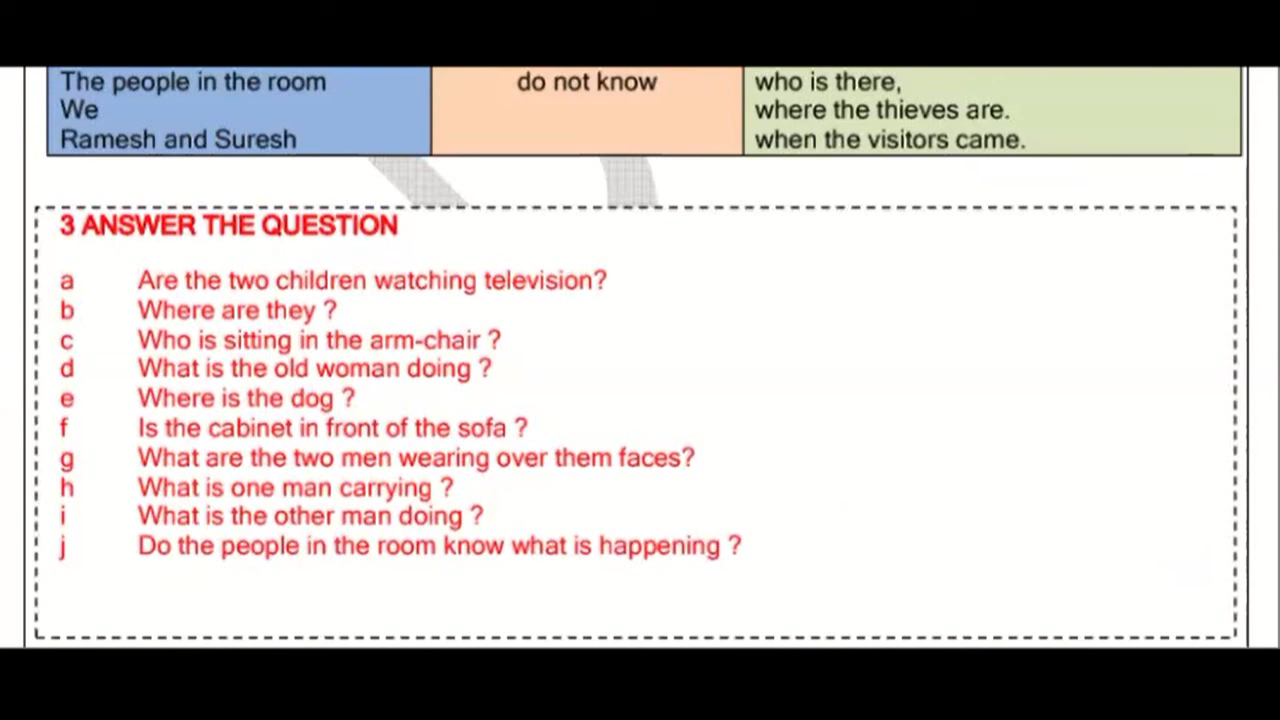 The people in the room do not know who is there,
We where the thieves are.
Ramesh and Suresh when the visitors came.
3 ANSWER THE QUESTION
a Are the two children watching television?
b Where are they ?
c Who is sitting in the arm-chair ?
d What is the old woman doing ?
e Where is the dog ?
f Is the cabinet in front of the sofa ?
g What are the two men wearing over them faces?
h What is one man carrying ?
i What is the other man doing ?
j Do the people in the room know what is happening ?